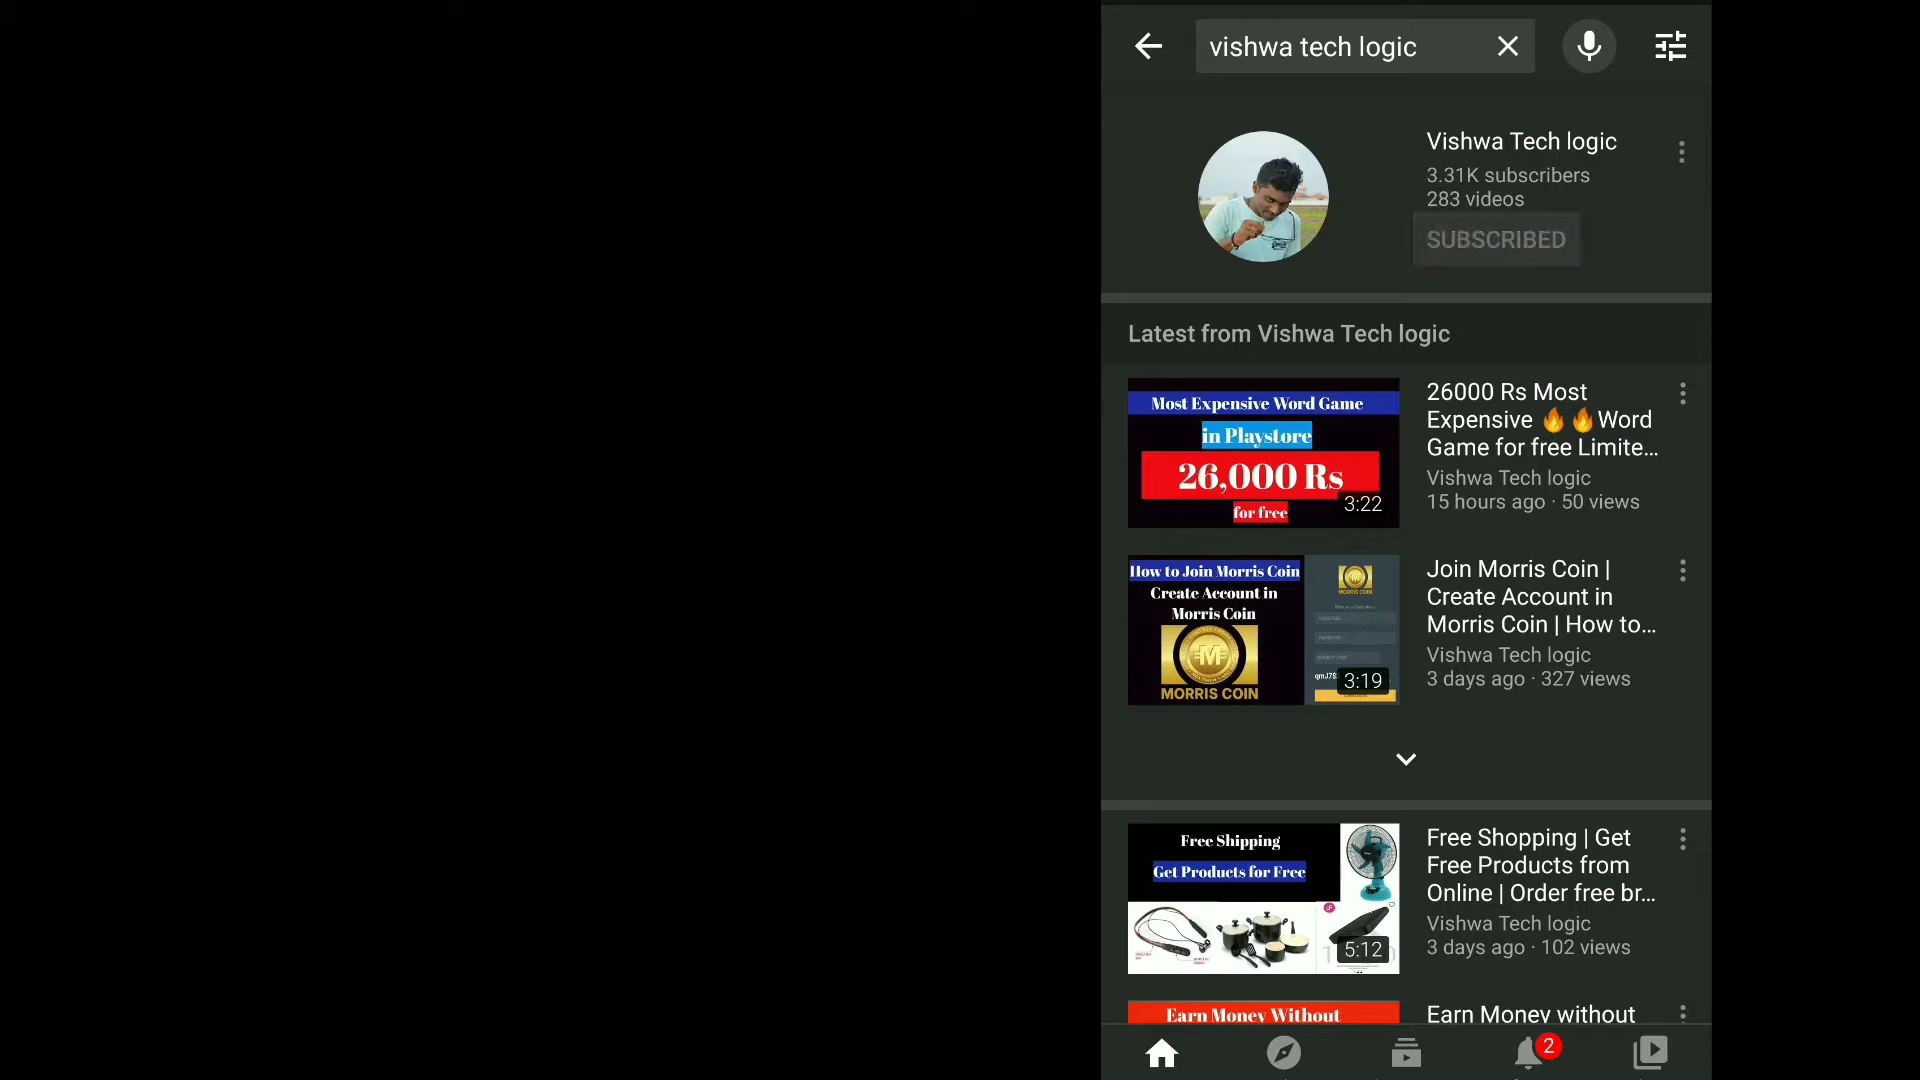 vishwa tech logic
Vishwa Tech logic
3.31K subscribers
283 videos
SUBSCRIBED
Latest from Vishwa Tech logic
Most Expensive Word Game
in Playstore
26,000 Rs
for free
3:22
26000 Rs Most
Expensive 🔥🔥Word
Game for free Limite...
Vishwa Tech logic
15 hours ago · 50 views
How to Join Morris Coin
Create Account in
Morris Coin
MORRIS COIN
MORRIS COIN
3:19
Join Morris Coin |
Create Account in
Morris Coin | How to...
Vishwa Tech logic
3 days ago · 327 views
Free Shipping
Get Products for Free
5:12
Free Shopping | Get
Free Products from
Online | Order free br...
Vishwa Tech logic
3 days ago · 102 views
Earn Money Without
Earn Money without
2